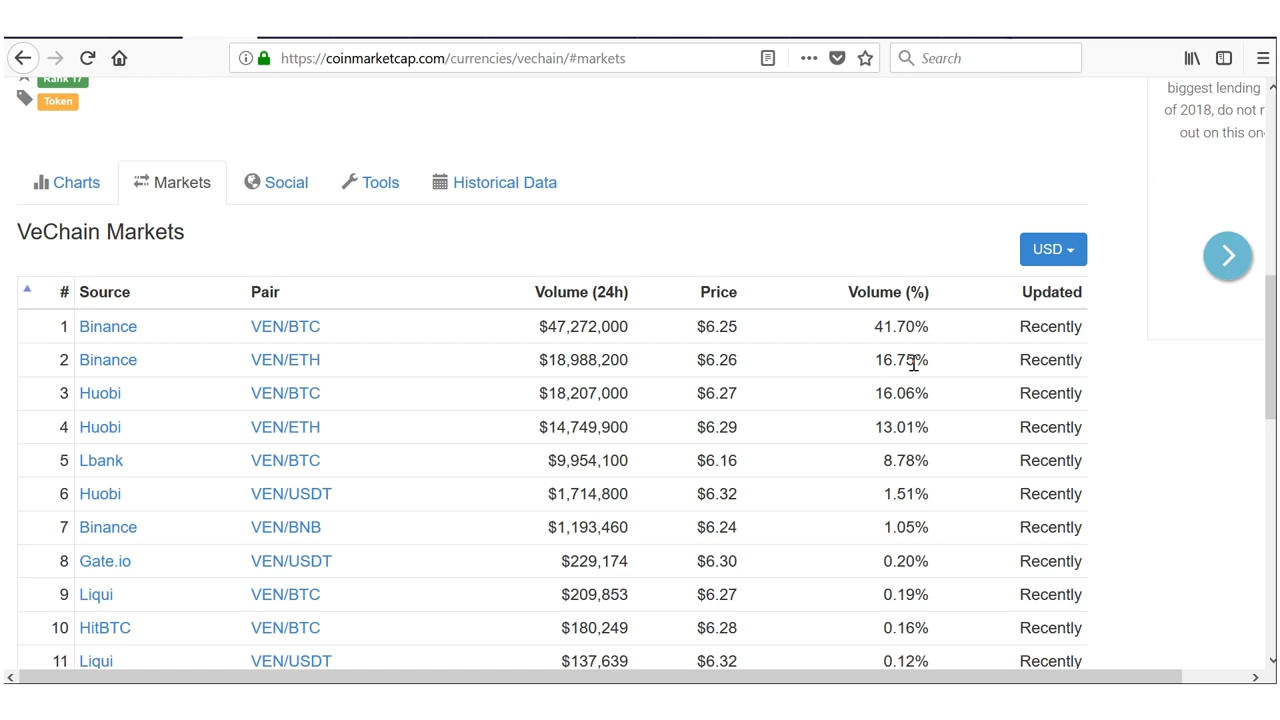 https://coinmarketcap.com/currencies/vechain/#markets
Search
Rank 17
Token
biggest lending
of 2018, do not
out on this
Charts
Markets
Social
Tools
Historical Data
VeChain Markets
USD
# Source Pair Volume (24h) Price Volume (%) Updated
1 Binance VEN/BTC $47,272,000 $6.25 41.70% Recently
2 Binance VEN/ETH $18,988,200 $6.26 16.75% Recently
3 Huobi VEN/BTC $18,207,000 $6.27 16.06% Recently
4 Huobi VEN/ETH $14,749,900 $6.29 13.01% Recently
5 Lbank VEN/BTC $9,954,100 $6.16 8.78% Recently
6 Huobi VEN/USDT $1,714,800 $6.32 1.51% Recently
7 Binance VEN/BNB $1,193,460 $6.24 1.05% Recently
8 Gate.io VEN/USDT $229,174 $6.30 0.20% Recently
9 Liqui VEN/BTC $209,853 $6.27 0.19% Recently
10 HitBTC VEN/BTC $180,249 $6.28 0.16% Recently
11 Liqui VEN/USDT $137,639 $6.32 0.12% Recently